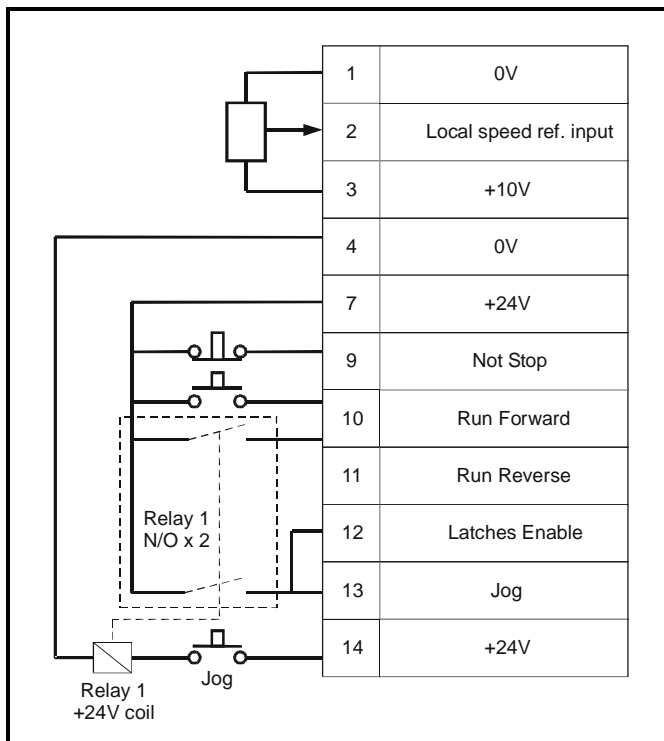 1 0V
2 Local speed ref. input
3 +10V
4 0V
7 +24V
9 Not Stop
10 Run Forward
11 Run Reverse
12 Latches Enable
13 Jog
14 +24V
Relay 1
N/O x 2
Jog
Relay 1
+24V coil